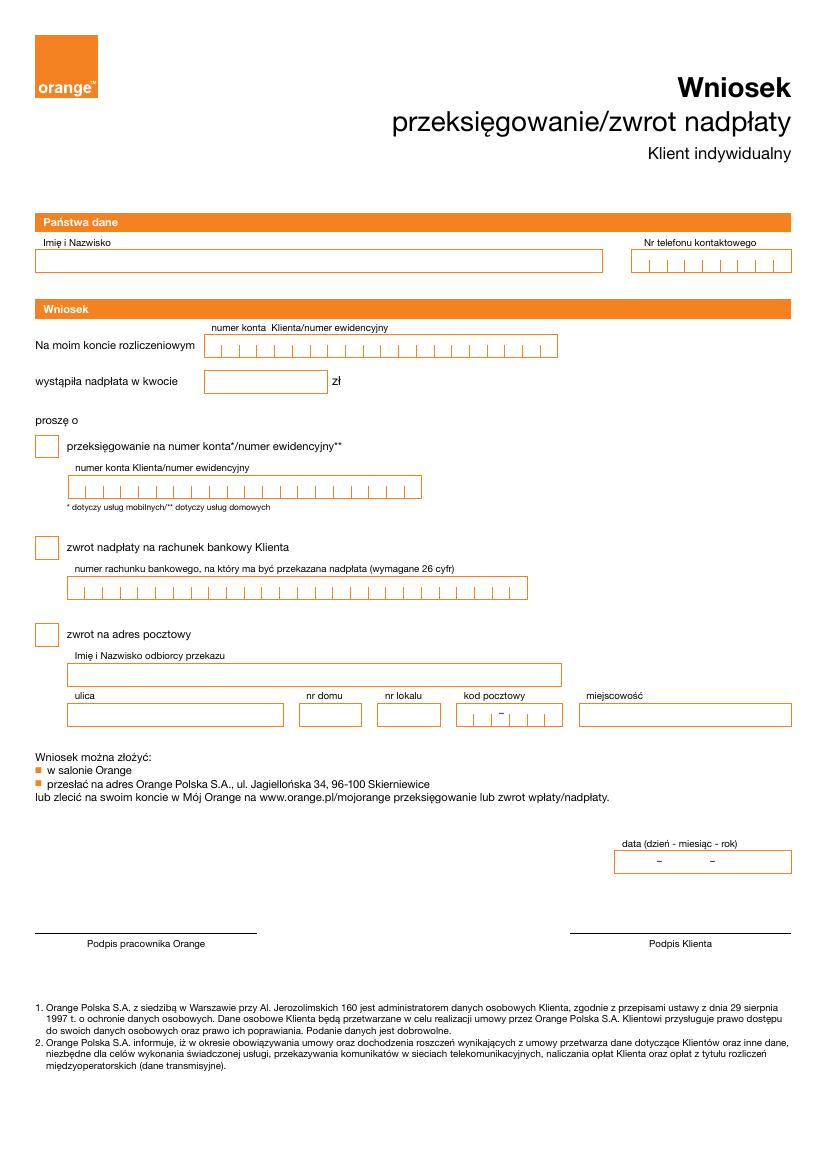 orange™
Wniosek
przeksięgowanie/zwrot nadpłaty
Klient indywidualny
Państwa dane
Imię i Nazwisko
Nr telefonu kontaktowego
Wniosek
numer konta Klienta/numer ewidencyjny
Na moim koncie rozliczeniowym
wystąpiła nadpłata w kwocie
zł
proszę o
przeksięgowanie na numer konta*/numer ewidencyjny**
numer konta Klienta/numer ewidencyjny
* dotyczy usług mobilnych/** dotyczy usług domowych
zwrot nadpłaty na rachunek bankowy Klienta
numer rachunku bankowego, na który ma być przekazana nadpłata (wymagane 26 cyfr)
zwrot na adres pocztowy
Imię i Nazwisko odbiorcy przekazu
ulica nr domu nr lokalu kod pocztowy miejscowość
–
Wniosek można złożyć:
w salonie Orange
przesłać na adres Orange Polska S.A., ul. Jagiellońska 34, 96-100 Skierniewice
lub zlecić na swoim koncie w Mój Orange na www.orange.pl/mojorange przeksięgowanie lub zwrot wpłaty/nadpłaty.
data (dzień - miesiąc - rok)
– –
Podpis pracownika Orange
Podpis Klienta
1. Orange Polska S.A. z siedzibą w Warszawie przy Al. Jerozolimskich 160 jest administratorem danych osobowych Klienta, zgodnie z przepisami ustawy z dnia 29 sierpnia
1997 t. o ochronie danych osobowych. Dane osobowe Klienta będą przetwarzane w celu realizacji umowy przez Orange Polska S.A. Klientowi przysługuje prawo dostępu
do swoich danych osobowych oraz prawo ich poprawiania. Podanie danych jest dobrowolne.
2. Orange Polska S.A. informuje, iż w okresie obowiązywania umowy oraz dochodzenia roszczeń wynikających z umowy przetwarza dane dotyczące Klientów oraz inne dane,
niezbędne dla celów wykonania świadczonej usługi, przekazywania komunikatów w sieciach telekomunikacyjnych, naliczania opłat Klienta oraz opłat z tytułu rozliczeń
międzyoperatorskich (dane transmisyjne).